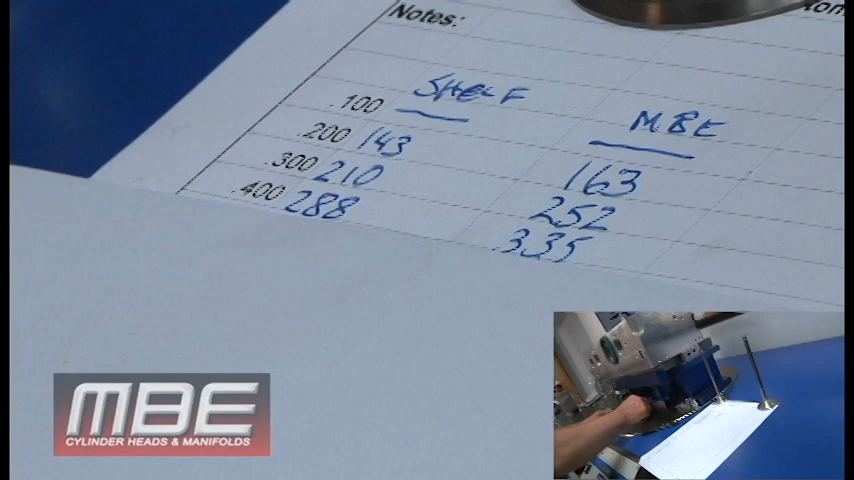 Notes:
SHELF MBE
.100
.200 143 163
.300 210 252
.400 288 335
MBE
CYLINDER HEADS & MANIFOLDS